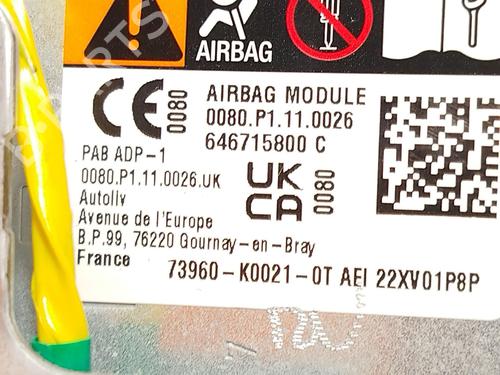 AIRBAG
CE 0080
AIRBAG MODULE
0080.P1.11.0026
646715800 C
PAB ADP-1
0080.P1.11.0026.UK
UK
CA
0080
Autoliv
Avenue de l'Europe
B.P.99, 76220 Gournay-en-Bray
France
73960-K0021-0T AEI 22XV01P8P